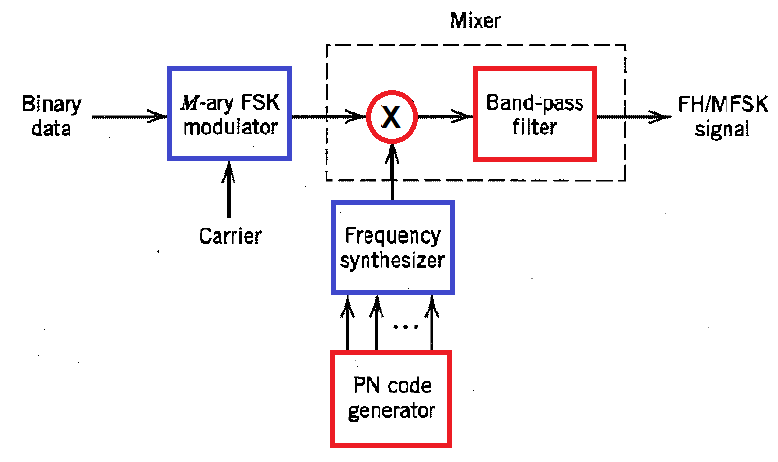 Mixer
Binary
data
M-ary FSK
modulator
X
Band-pass
filter
FH/MFSK
signal
Carrier
Frequency
synthesizer
...
PN code
generator